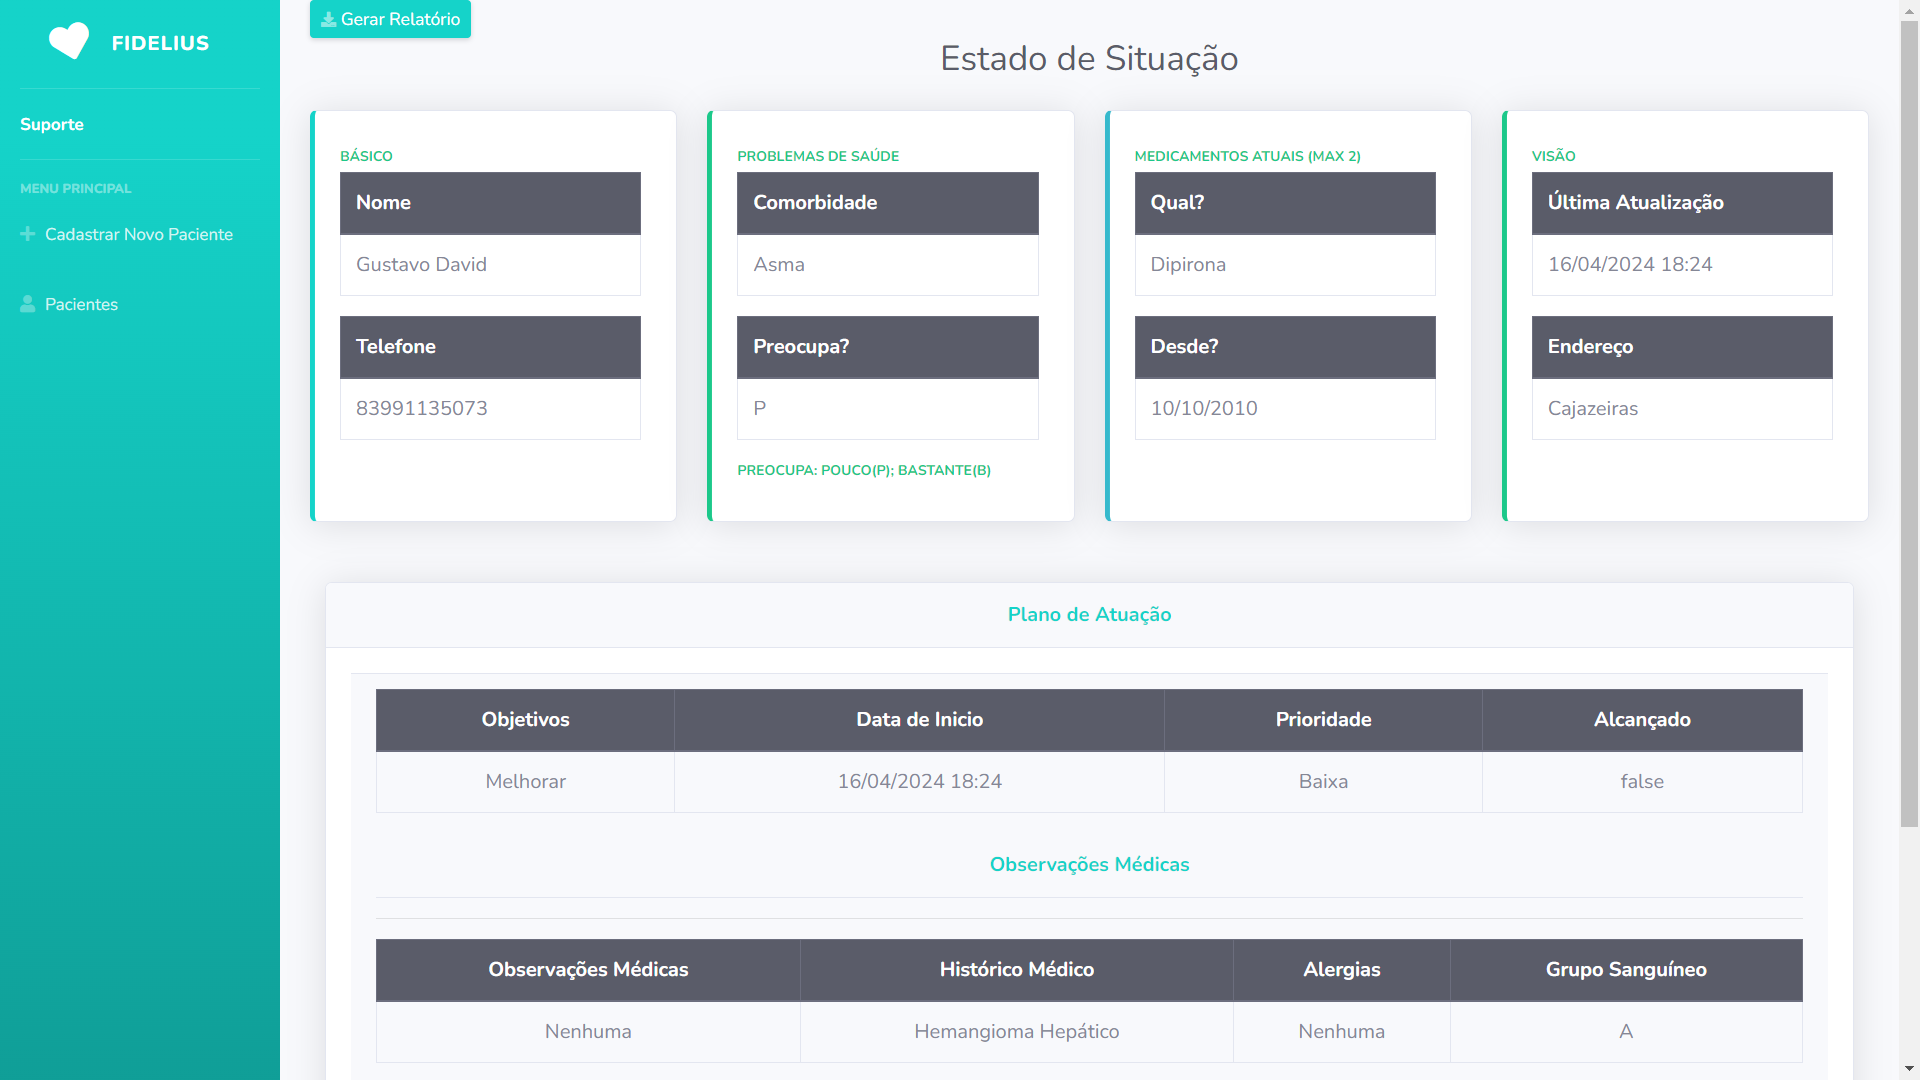 FIDELIUS
Suporte
MENU PRINCIPAL
Cadastrar Novo Paciente
Pacientes
Gerar Relatório
Estado de Situação
BÁSICO
Nome
Gustavo David
Telefone
83991135073
PROBLEMAS DE SAÚDE
Comorbidade
Asma
Preocupa?
P
PREOCUPA: POUCO(P); BASTANTE(B)
MEDICAMENTOS ATUAIS (MAX 2)
Qual?
Dipirona
Desde?
10/10/2010
VISÃO
Última Atualização
16/04/2024 18:24
Endereço
Cajazeiras
Plano de Atuação
Objetivos Data de Inicio Prioridade Alcançado
Melhorar 16/04/2024 18:24 Baixa false
Observações Médicas
Observações Médicas Histórico Médico Alergias Grupo Sanguíneo
Nenhuma Hemangioma Hepático Nenhuma A